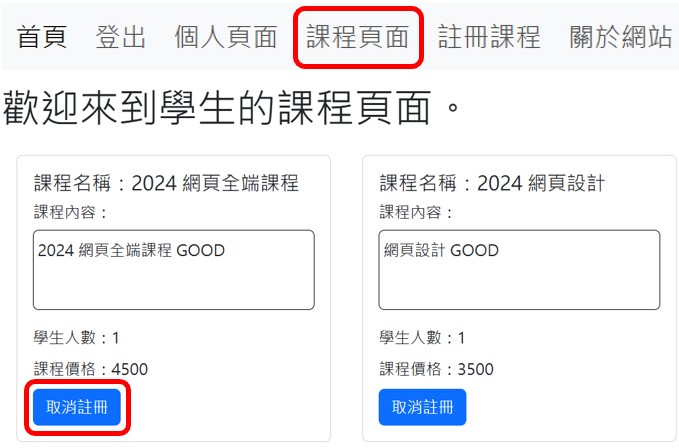 首頁 登出 個人頁面 課程頁面 註冊課程 關於網站
歡迎來到學生的課程頁面。
課程名稱：2024 網頁全端課程
課程內容：
2024 網頁全端課程 GOOD
學生人數：1
課程價格：4500
取消註冊
課程名稱：2024 網頁設計
課程內容：
網頁設計 GOOD
學生人數：1
課程價格：3500
取消註冊